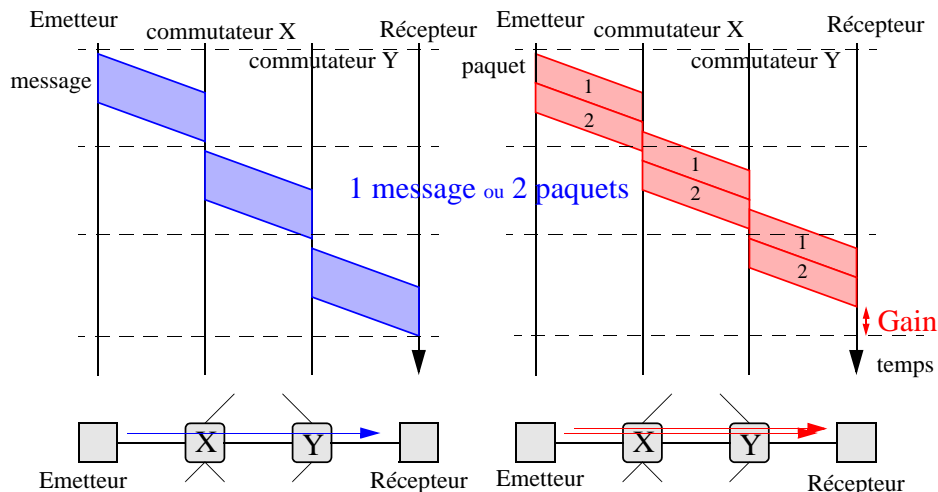 Emetteur
commutateur X
Récepteur
commutateur Y
message
Emetteur
commutateur X
Récepteur
commutateur Y
paquet
1
2
1
2
1
2
1 message ou 2 paquets
Gain
temps
X
Y
Emetteur
Récepteur
X
Y
Emetteur
Récepteur